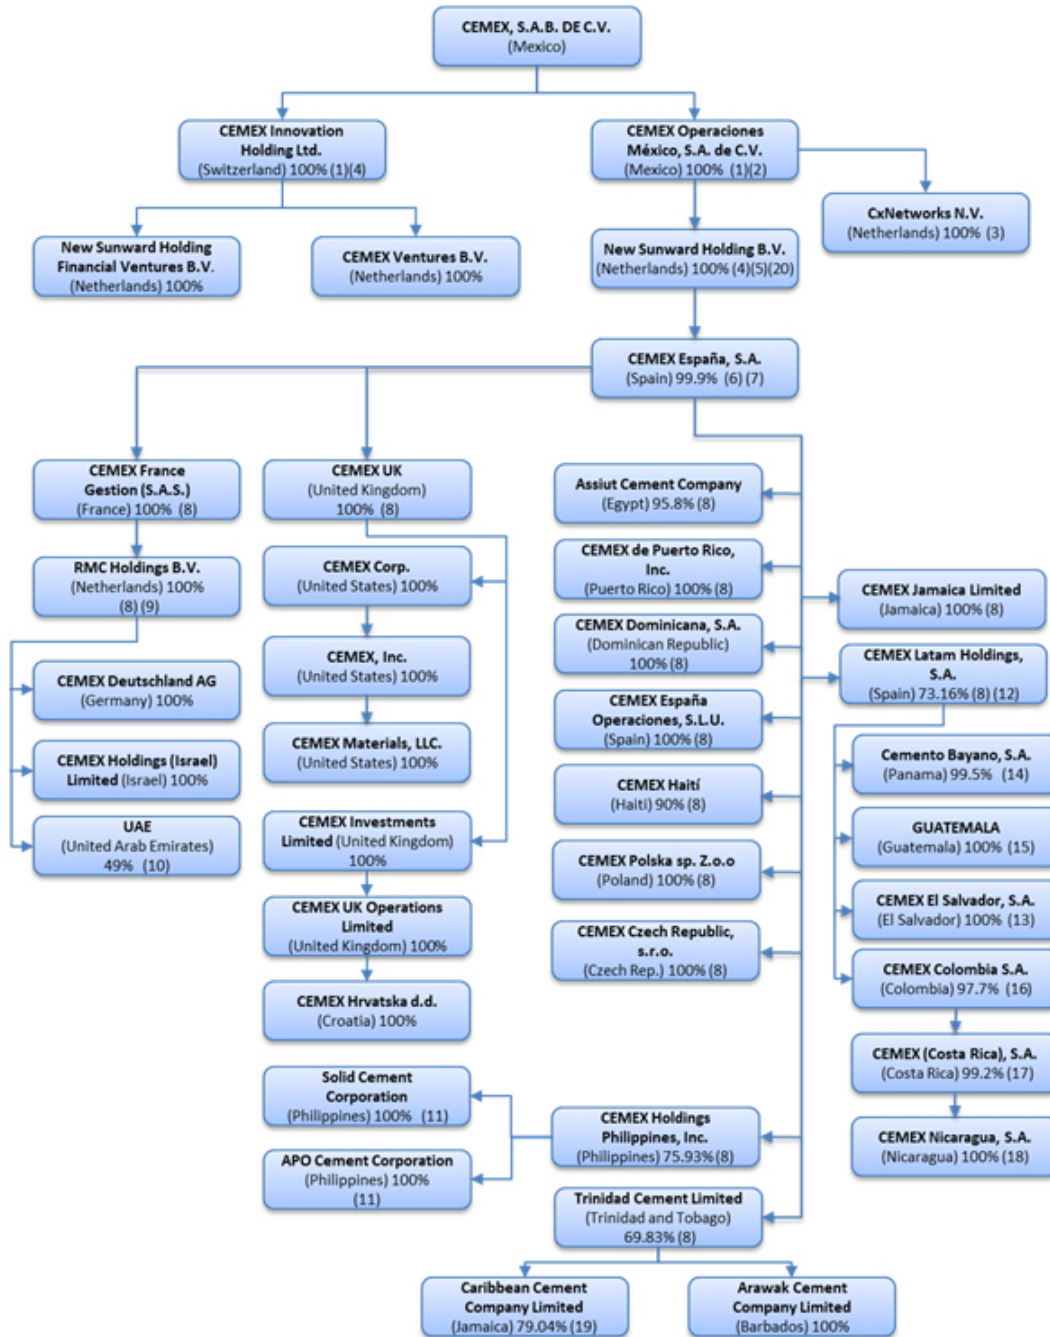 CEMEX, S.A.B. DE C.V.
(Mexico)
CEMEX Innovation
Holding Ltd.
(Switzerland) 100% (1)(4)
CEMEX Operaciones
México, S.A. de C.V.
(Mexico) 100% (1)(2)
CxNetworks N.V.
(Netherlands) 100% (3)
New Sunward Holding
Financial Ventures B.V.
(Netherlands) 100%
CEMEX Ventures B.V.
(Netherlands) 100%
New Sunward Holding B.V.
(Netherlands) 100% (4)(5)(20)
CEMEX España, S.A.
(Spain) 99.9% (6) (7)
CEMEX France
Gestion (S.A.S.)
(France) 100% (8)
RMC Holdings B.V.
(Netherlands) 100%
(8) (9)
CEMEX Deutschland AG
(Germany) 100%
CEMEX Holdings (Israel)
Limited (Israel) 100%
UAE
(United Arab Emirates)
49% (10)
CEMEX UK
(United Kingdom)
100% (8)
CEMEX Corp.
(United States) 100%
CEMEX, Inc.
(United States) 100%
CEMEX Materials, LLC.
(United States) 100%
CEMEX Investments
Limited (United Kingdom)
100%
CEMEX UK Operations
Limited
(United Kingdom) 100%
CEMEX Hrvatska d.d.
(Croatia) 100%
Solid Cement
Corporation
(Philippines) 100% (11)
APO Cement Corporation
(Philippines) 100%
(11)
Assiut Cement Company
(Egypt) 95.8% (8)
CEMEX de Puerto Rico,
Inc.
(Puerto Rico) 100% (8)
CEMEX Dominicana, S.A.
(Dominican Republic)
100% (8)
CEMEX España
Operaciones, S.L.U.
(Spain) 100% (8)
CEMEX Haití
(Haiti) 90% (8)
CEMEX Polska sp. Z.o.o
(Poland) 100% (8)
CEMEX Czech Republic,
s.r.o.
(Czech Rep.) 100% (8)
CEMEX Holdings
Philippines, Inc.
(Philippines) 75.93% (8)
Trinidad Cement Limited
(Trinidad and Tobago)
69.83% (8)
Caribbean Cement
Company Limited
(Jamaica) 79.04% (19)
Arawak Cement
Company Limited
(Barbados) 100%
CEMEX Jamaica Limited
(Jamaica) 100% (8)
CEMEX Latam Holdings,
S.A.
(Spain) 73.16% (8) (12)
Cemento Bayano, S.A.
(Panama) 99.5% (14)
GUATEMALA
(Guatemala) 100% (15)
CEMEX El Salvador, S.A.
(El Salvador) 100% (13)
CEMEX Colombia S.A.
(Colombia) 97.7% (16)
CEMEX (Costa Rica), S.A.
(Costa Rica) 99.2% (17)
CEMEX Nicaragua, S.A.
(Nicaragua) 100% (18)